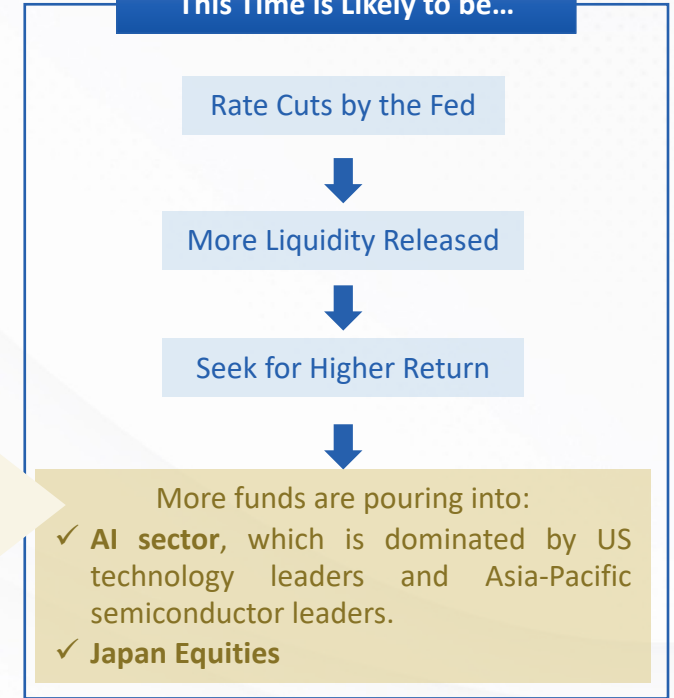 This Time is Likely to be…
Rate Cuts by the Fed
More Liquidity Released
Seek for Higher Return
More funds are pouring into:
✓ AI sector, which is dominated by US
technology leaders and Asia-Pacific
semiconductor leaders.
✓ Japan Equities